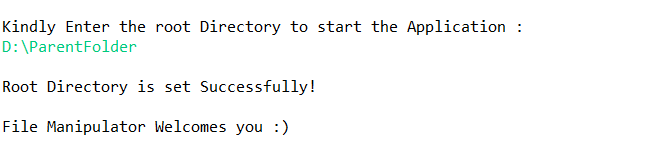 Kindly Enter the root Directory to start the Application :
D:\ParentFolder
Root Directory is set Successfully!
File Manipulator Welcomes you :)